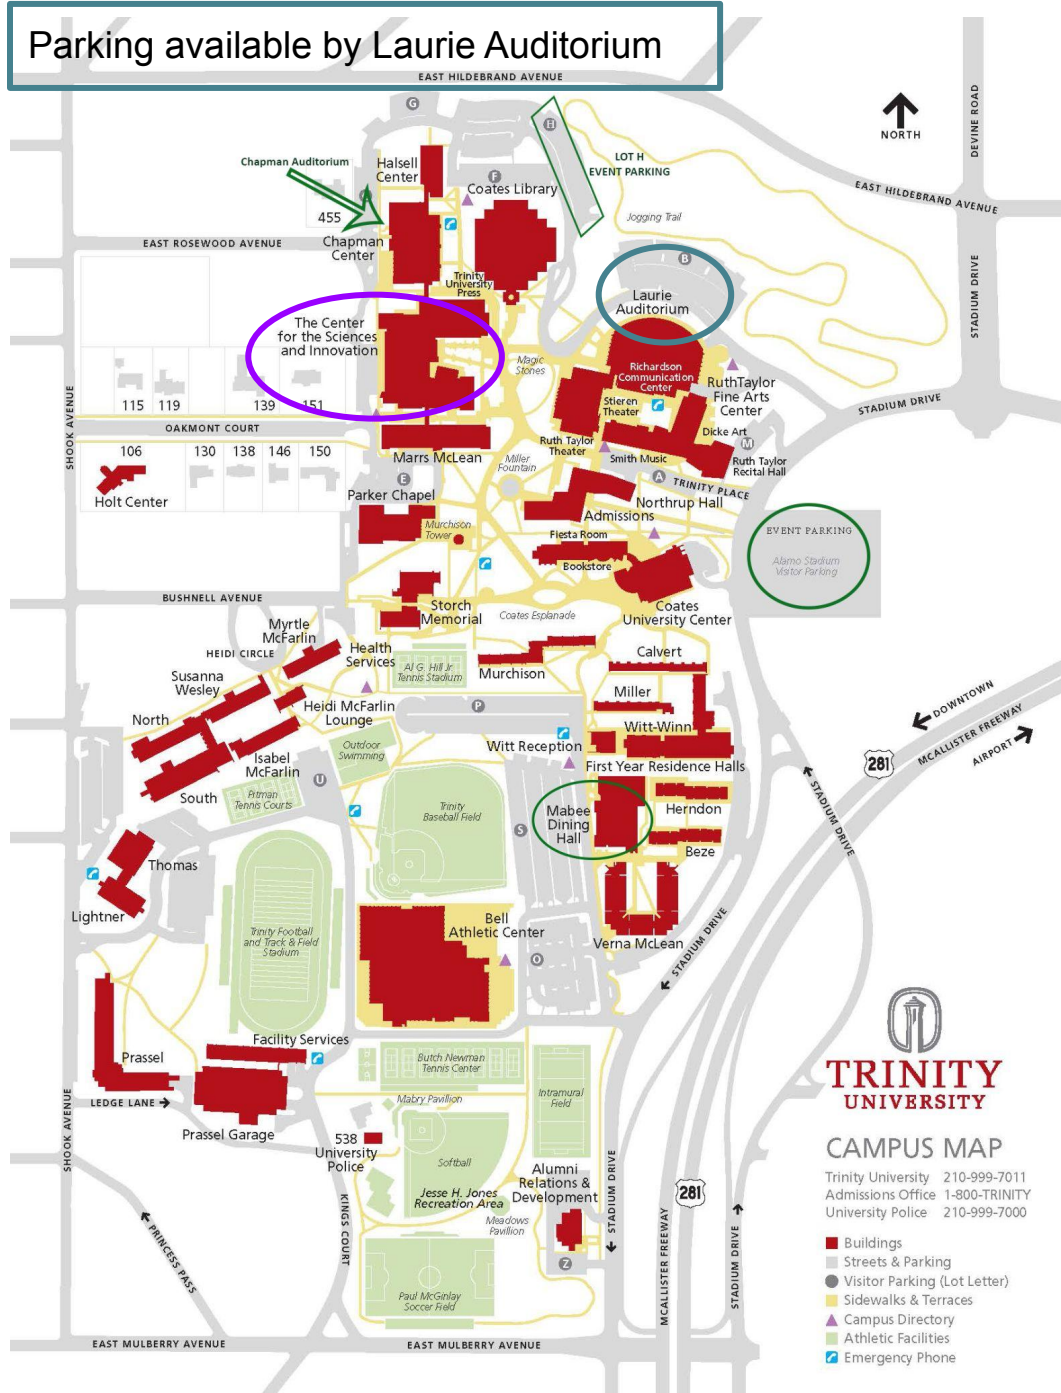 Parking available by Laurie Auditorium
EAST HILDEBRAND AVENUE
DEVINE ROAD
NORTH
G
H
LOT H
EVENT PARKING
Chapman Auditorium
Halsell
Center
F
Coates Library
EAST HILDEBRAND AVENUE
455
Jogging Trail
EAST ROSEWOOD AVENUE
Chapman
Center
B
STADIUM DRIVE
Trinity
University
Press
Laurie
Auditorium
The Center
for the Sciences
and Innovation
Magic
Stones
Richardson
Communication
Center
RuthTaylor
Fine Arts
Center
Stieren
Theater
115
119
139
151
STADIUM DRIVE
SHOOK AVENUE
OAKMONT COURT
Dicke Art
M
Ruth Taylor
Theater
Smith Music
Ruth Taylor
Recital Hall
106
130
138
146
150
Marrs McLean
Miller
Fountain
Holt Center
E
Parker Chapel
A
TRINITY PLACE
Northrup Hall
Admissions
Murchison
Tower
Fiesta Room
Bookstore
EVENT PARKING
Alamo Stadium
Visitor Parking
BUSHNELL AVENUE
Storch
Memorial
Coates Esplanade
Coates
University Center
Myrtle
McFarlin
HEIDI CIRCLE
Health
Services
Al G. Hill Jr
Tennis Stadium
Murchison
Calvert
Susanna
Wesley
Miller
North
Heidi McFarlin
Lounge
P
Witt-Winn
DOWNTOWN
MCALLISTER FREEWAY
AIRPORT
281
Witt Reception
First Year Residence Halls
Isabel
McFarlin
Outdoor
Swimming
U
South
Pitman
Tennis Courts
Trinity
Baseball Field
S
Mabee
Dining
Hall
Herndon
Beze
STADIUM DRIVE
Thomas
Lightner
Trinity Football
and Track & Field
Stadium
Bell
Athletic Center
Verna McLean
STADIUM DRIVE
O
Facility Services
Prassel
Butch Newman
Tennis Center
Intramural
Field
Mabry Pavilion
LEDGE LANE
Prassel Garage
SHOOK AVENUE
538
University
Police
Softball
Jesse H. Jones
Recreation Area
Alumni
Relations &
Development
Meadows
Pavilion
Z
KINGS COURT
PRINCESS PASS
Paul McGinlay
Soccer Field
STADIUM DRIVE
281
MCALLISTER FREEWAY
STADIUM DRIVE
EAST MULBERRY AVENUE
EAST MULBERRY AVENUE
TRINITY
UNIVERSITY
CAMPUS MAP
Trinity University 210-999-7011
Admissions Office 1-800-TRINITY
University Police 210-999-7000
Buildings
Streets & Parking
Visitor Parking (Lot Letter)
Sidewalks & Terraces
Campus Directory
Athletic Facilities
Emergency Phone